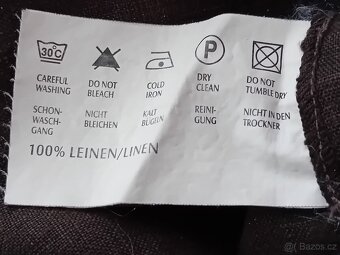 30°C P
CAREFUL WASHING
DO NOT BLEACH
COLD IRON
DRY CLEAN
DO NOT TUMBLE DRY
SCHON-
WASCH-
GANG
NICHT BLEICHEN
KALT BÜGELN
REINI-
GUNG
NICHT IN DEN TROCKNER
100% LEINEN/LINEN
© Bazos.cz